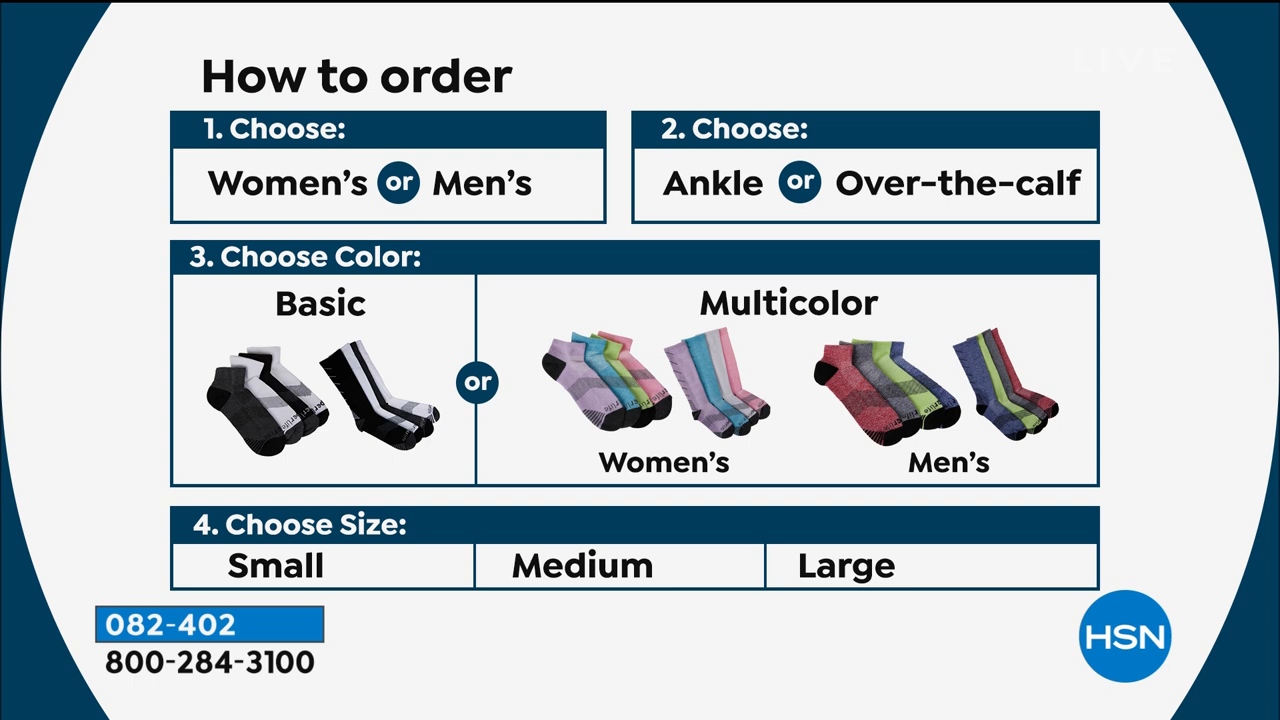 LIVE
How to order
1. Choose:
Women's or Men's
2. Choose:
Ankle or Over-the-calf
3. Choose Color:
Basic
or
Multicolor
Women's
Men's
4. Choose Size:
Small
Medium
Large
082-402
800-284-3100
HSN